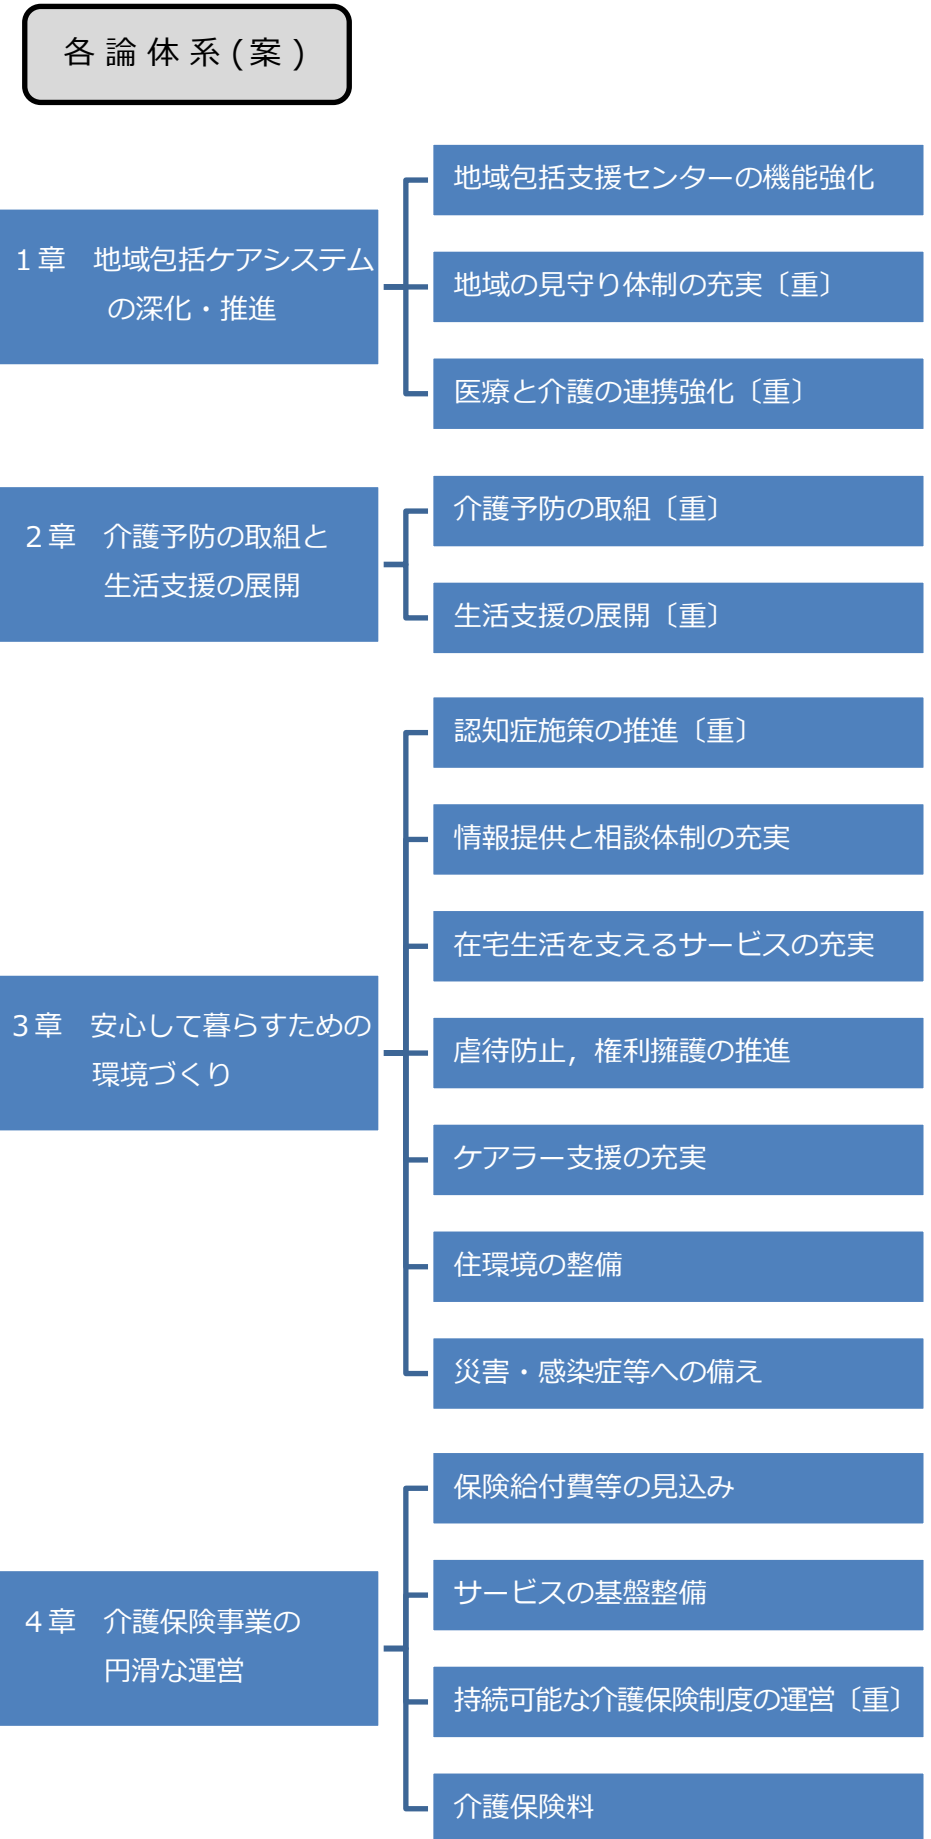 各論体系(案)
1章　地域包括ケアシステム
の深化・推進
地域包括支援センターの機能強化
地域の見守り体制の充実〔重〕
医療と介護の連携強化〔重〕
2章　介護予防の取組と
生活支援の展開
介護予防の取組〔重〕
生活支援の展開〔重〕
3章　安心して暮らすための
環境づくり
認知症施策の推進〔重〕
情報提供と相談体制の充実
在宅生活を支えるサービスの充実
虐待防止，権利擁護の推進
ケアラー支援の充実
住環境の整備
災害・感染症等への備え
4章　介護保険事業の
円滑な運営
保険給付費等の見込み
サービスの基盤整備
持続可能な介護保険制度の運営〔重〕
介護保険料